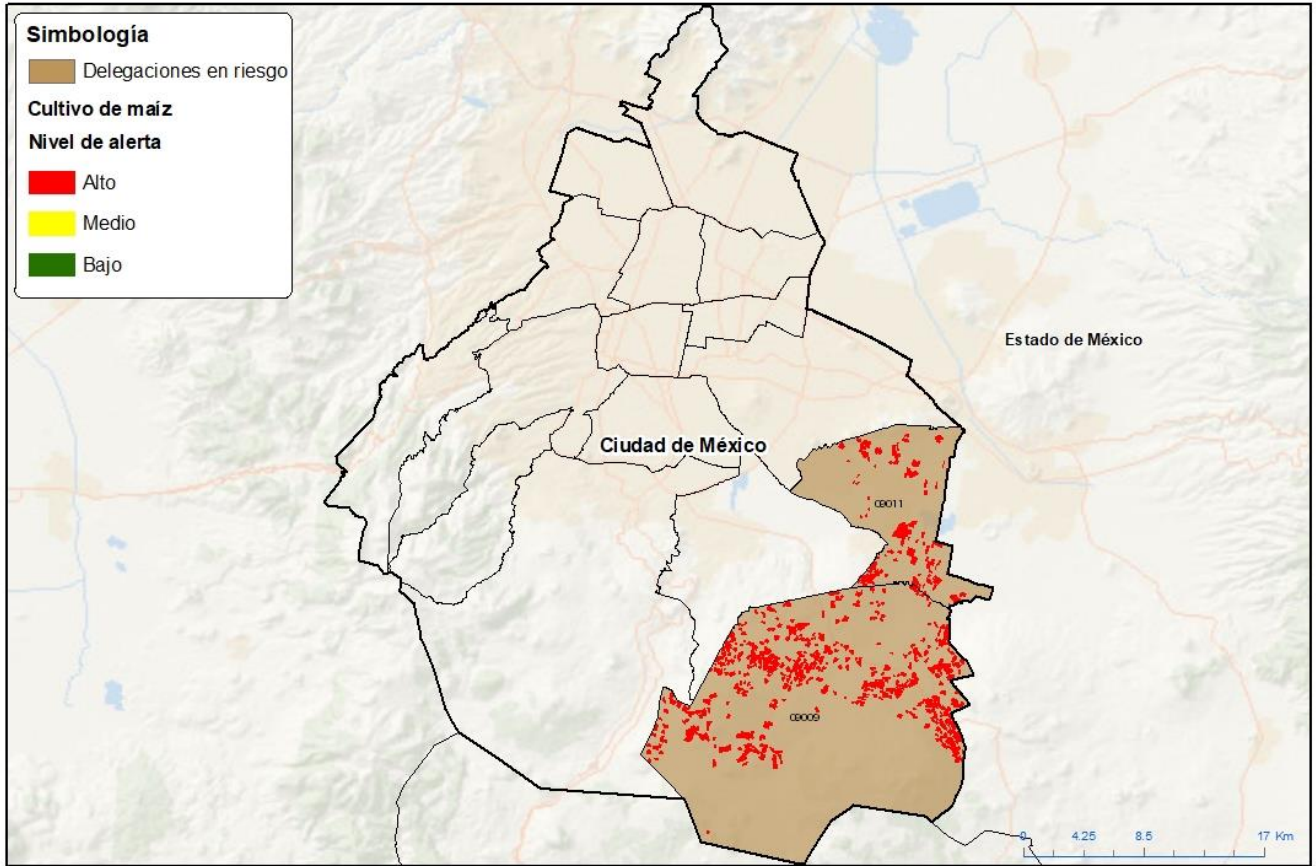 Simbología
Delegaciones en riesgo
Cultivo de maíz
Nivel de alerta
Alto
Medio
Bajo
Estado de México
Ciudad de México
09011
09009
0 4.25 8.5 17 Km